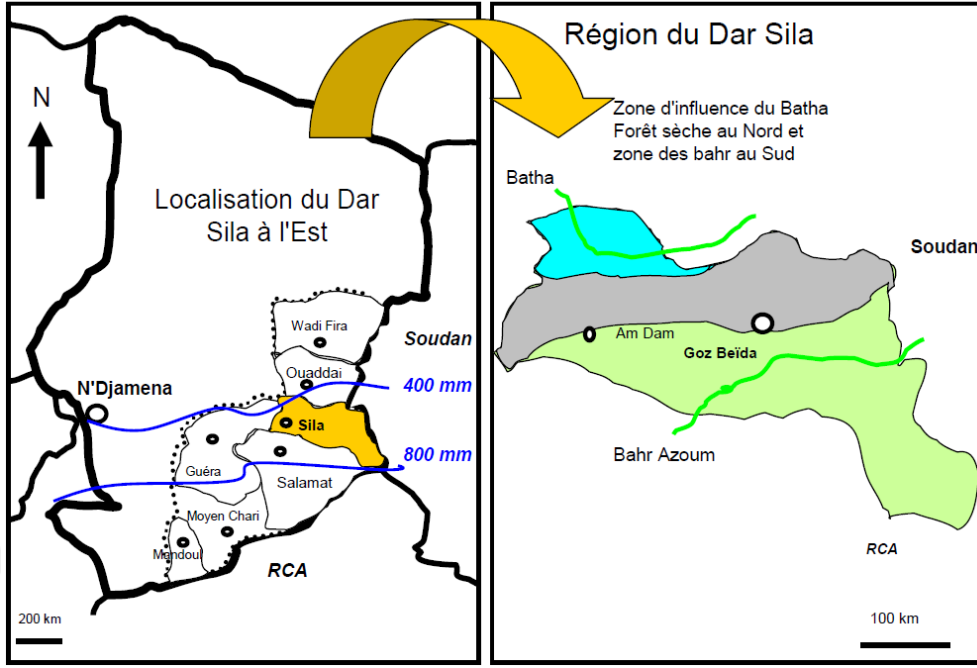 N
Localisation du Dar
Sila à l'Est
Wadi Fira
Soudan
Ouaddai
400 mm
N'Djamena
Sila
800 mm
Guéra
Salamat
Moyen Chari
Mandoul
RCA
200 km
Région du Dar Sila
Zone d'influence du Batha
Forêt sèche au Nord et
zone des bahr au Sud
Batha
Soudan
Am Dam
Goz Beïda
Bahr Azoum
RCA
100 km